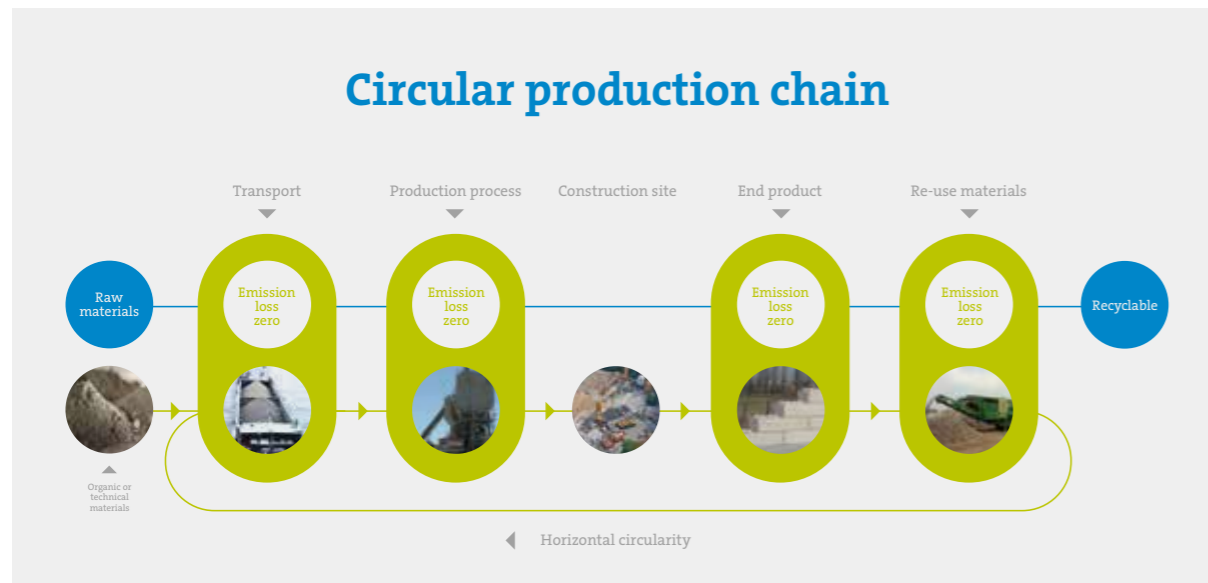 Circular production chain
Transport
Production process
Construction site
End product
Re-use materials
Raw
materials
Emission
loss
zero
Emission
loss
zero
Emission
loss
zero
Emission
loss
zero
Recyclable
Organic or
technical
materials
Horizontal circularity